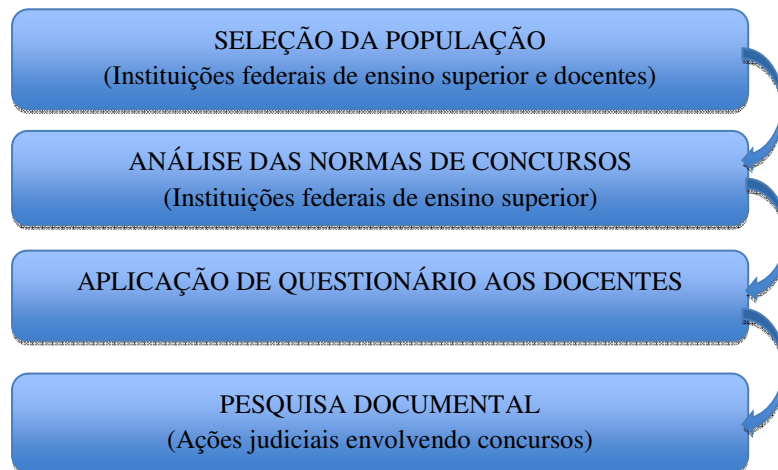 SELEÇÃO DA POPULAÇÃO
(Instituições federais de ensino superior e docentes)
ANÁLISE DAS NORMAS DE CONCURSOS
(Instituições federais de ensino superior)
APLICAÇÃO DE QUESTIONÁRIO AOS DOCENTES
PESQUISA DOCUMENTAL
(Ações judiciais envolvendo concursos)